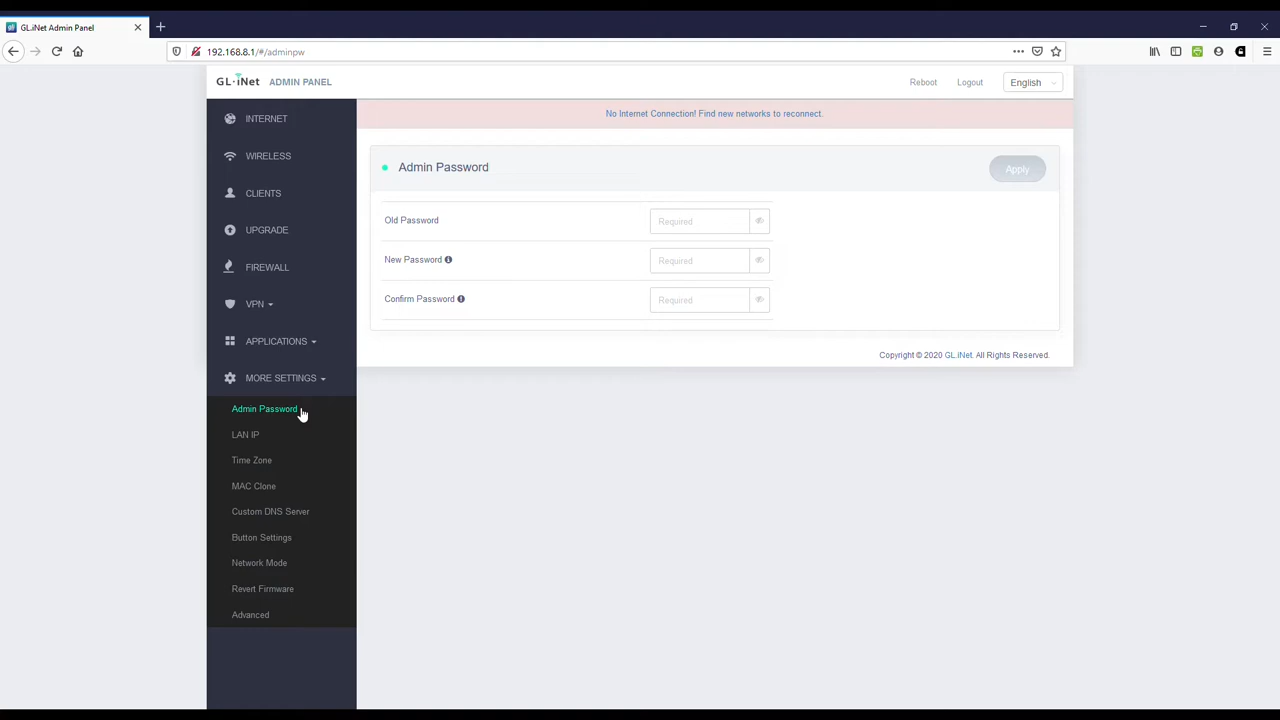 GL.iNet Admin Panel
192.168.8.1/#/adminpw
GL·iNet ADMIN PANEL
Reboot Logout English
INTERNET
No Internet Connection! Find new networks to reconnect.
WIRELESS
Admin Password
Apply
CLIENTS
Old Password Required
UPGRADE
New Password Required
FIREWALL
Confirm Password Required
VPN
APPLICATIONS
Copyright © 2020 GL.iNet. All Rights Reserved.
MORE SETTINGS
Admin Password
LAN IP
Time Zone
MAC Clone
Custom DNS Server
Button Settings
Network Mode
Revert Firmware
Advanced